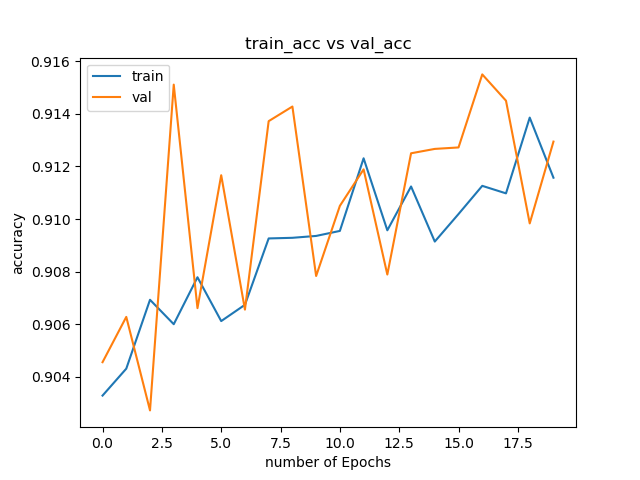 train_acc vs val_acc
train
val
0.916
0.914
0.912
0.910
0.908
0.906
0.904
accuracy
0.0 2.5 5.0 7.5 10.0 12.5 15.0 17.5
number of Epochs